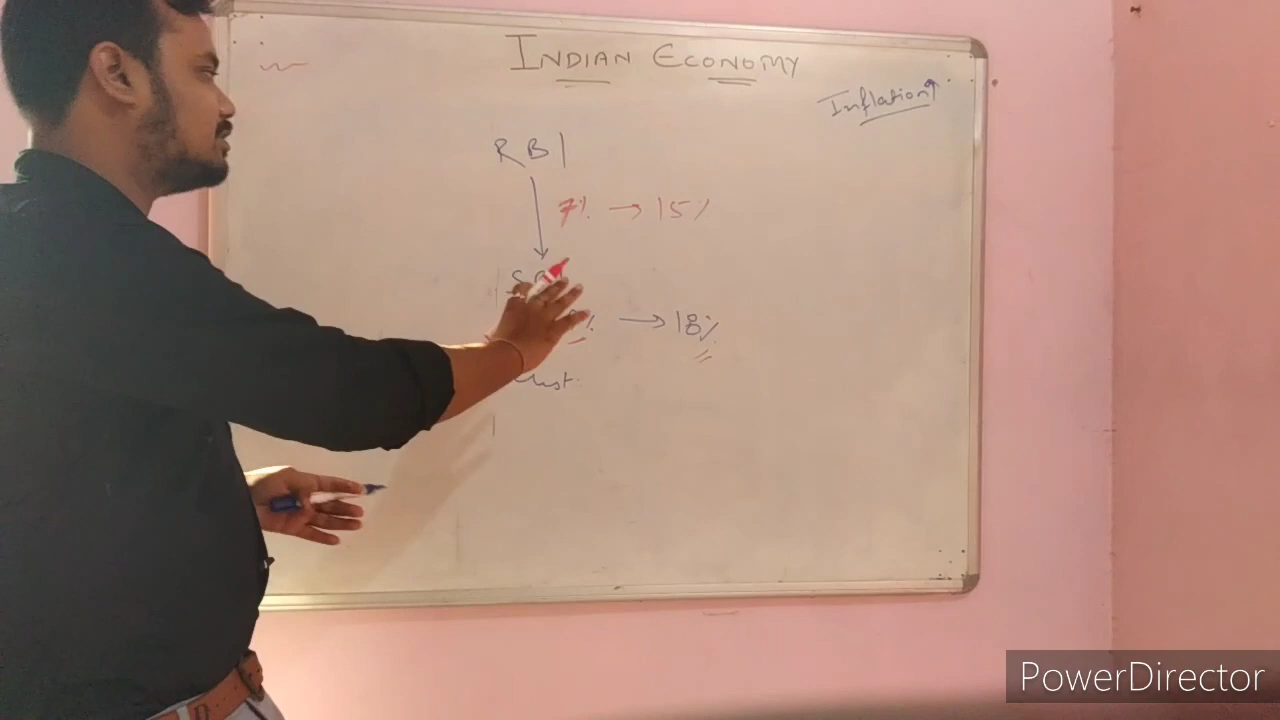 INDIAN ECONOMY
Inflation↑
RBI
7% → 15%
% → 18%
PowerDirector